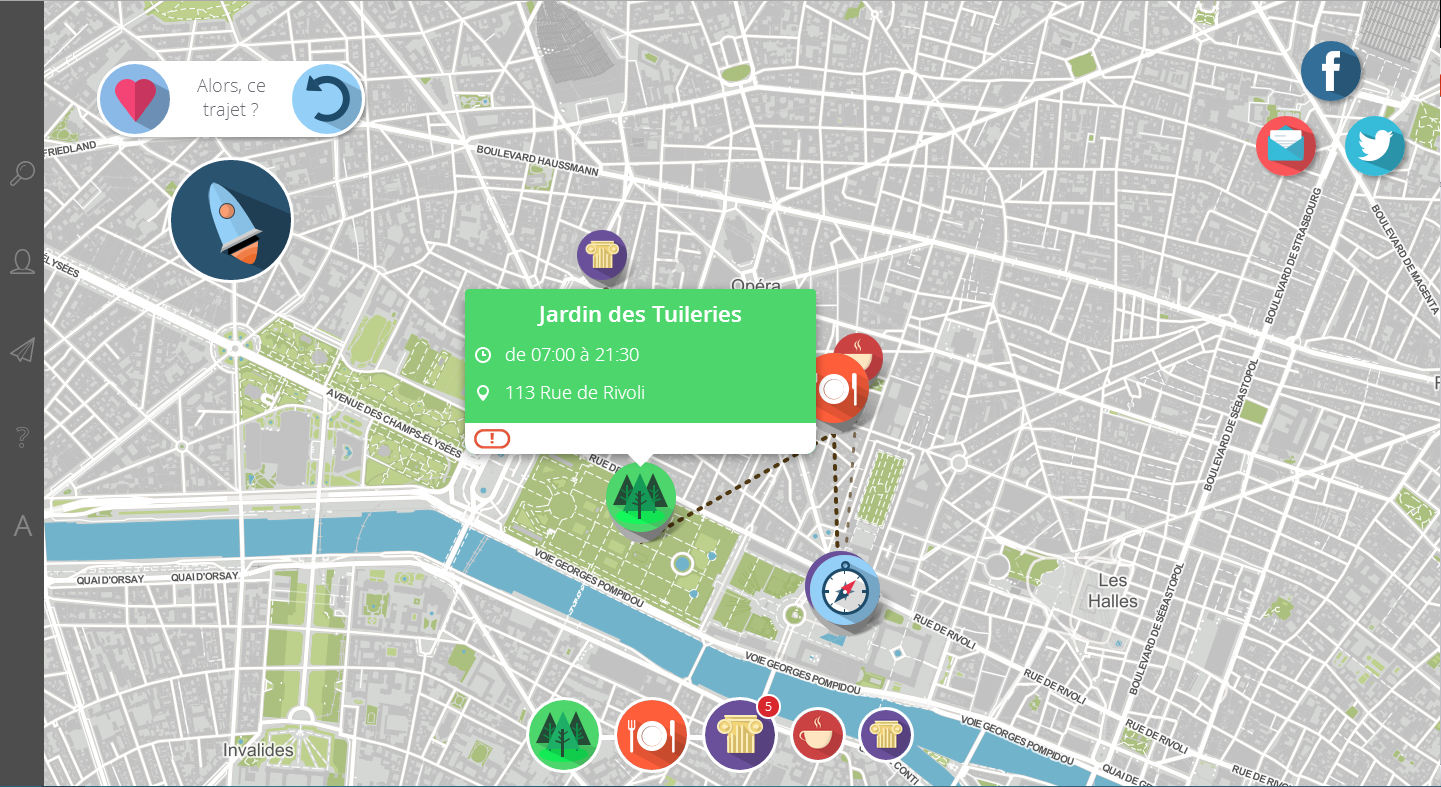 Alors, ce
trajet ?
f
FRIEDLAND
BOULEVARD HAUSSMANN
BOULEVARD DE STRASBOURG
BOULEVARD DE MAGENTA
ÉLYSÉES
Opéra
Jardin des Tuileries
de 07:00 à 21:30
113 Rue de Rivoli
!
AVENUE DES CHAMPS-ÉLYSÉES
RUE DE
BOULEVARD DE SÉBASTOPOL
?
A
QUAI D'ORSAY
QUAI D'ORSAY
VOIE GEORGES POMPIDOU
Les
Halles
BOULEVARD DE SÉBASTOPOL
RUE DE RIVOLI
VOIE GEORGES POMPIDOU
RUE DE RIVOLI
5
Invalides
VOIE GEORGES POMPIDOU
RUE DE RIVOLI
CONTI
QUAI DE G
RUE DE RIVO